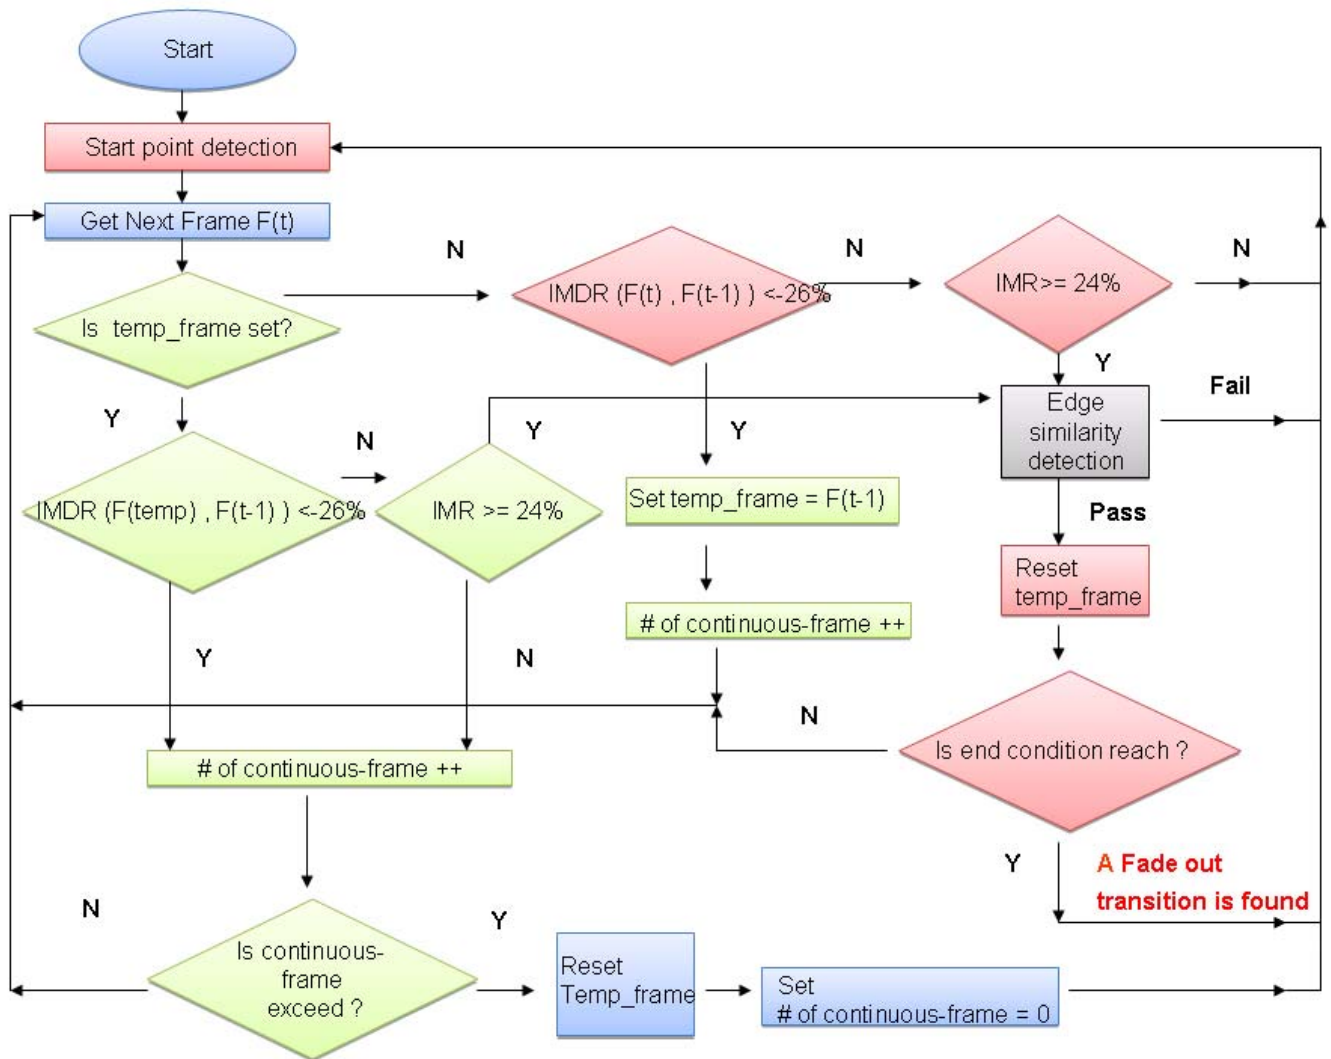 Start
Start point detection
Get Next Frame F(t)
N
N
N
IMDR (F(t) , F(t-1) ) <-26%
IMR>= 24%
Is  temp_frame set?
Y
Fail
Edge
similarity
detection
Y
N
Y
Y
IMDR (F(temp) , F(t-1) ) <-26%
IMR >= 24%
Set temp_frame = F(t-1)
Pass
Reset
temp_frame
# of continuous-frame ++
Y
N
N
Is end condition reach ?
# of continuous-frame ++
Y
A Fade out
transition is found
N
Y
Is continuous-
frame
exceed ?
Reset
Temp_frame
Set
# of continuous-frame = 0